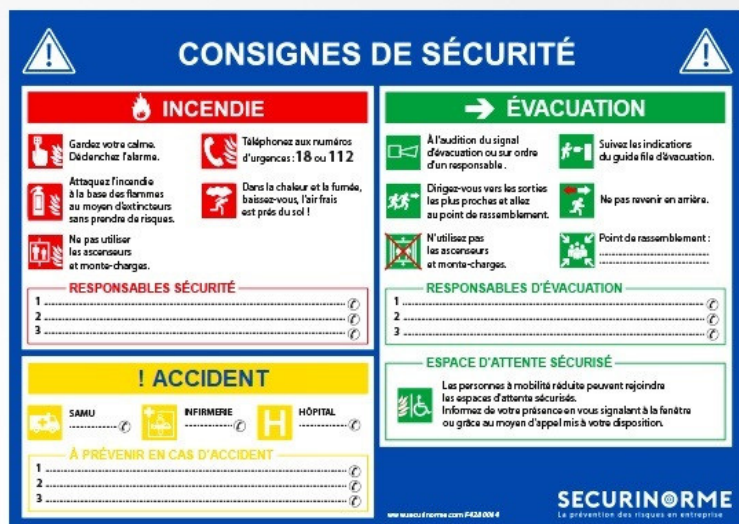 CONSIGNES DE SÉCURITÉ
INCENDIE
Gardez votre calme.
Déclenchez l'alarme.
Téléphonez aux numéros
d'urgences : 18 ou 112
Attaquez l'incendie
à la base des flammes
au moyen d'extincteurs
sans prendre de risques.
Dans la chaleur et la fumée,
baissez-vous, l'air frais
est près du sol !
Ne pas utiliser
les ascenseurs
et monte-charges.
RESPONSABLES SÉCURITÉ
1
2
3
! ACCIDENT
SAMU
INFIRMERIE
HÔPITAL
À PRÉVENIR EN CAS D'ACCIDENT
1
2
3
ÉVACUATION
À l'audition du signal
d'évacuation ou sur ordre
d'un responsable.
Suivez les indications
du guide file d'évacuation.
Dirigez-vous vers les sorties
les plus proches et allez
au point de rassemblement.
Ne pas revenir en arrière.
N'utilisez pas
les ascenseurs
et monte-charges.
Point de rassemblement :
RESPONSABLES D'ÉVACUATION
1
2
3
ESPACE D'ATTENTE SÉCURISÉ
Les personnes à mobilité réduite peuvent rejoindre
les espaces d'attente sécurisés.
Informez de votre présence en vous signalant à la fenêtre
ou grâce au moyen d'appel mis à votre disposition.
www.securinorme.com
SECURINORME
La prévention des risques en entreprise